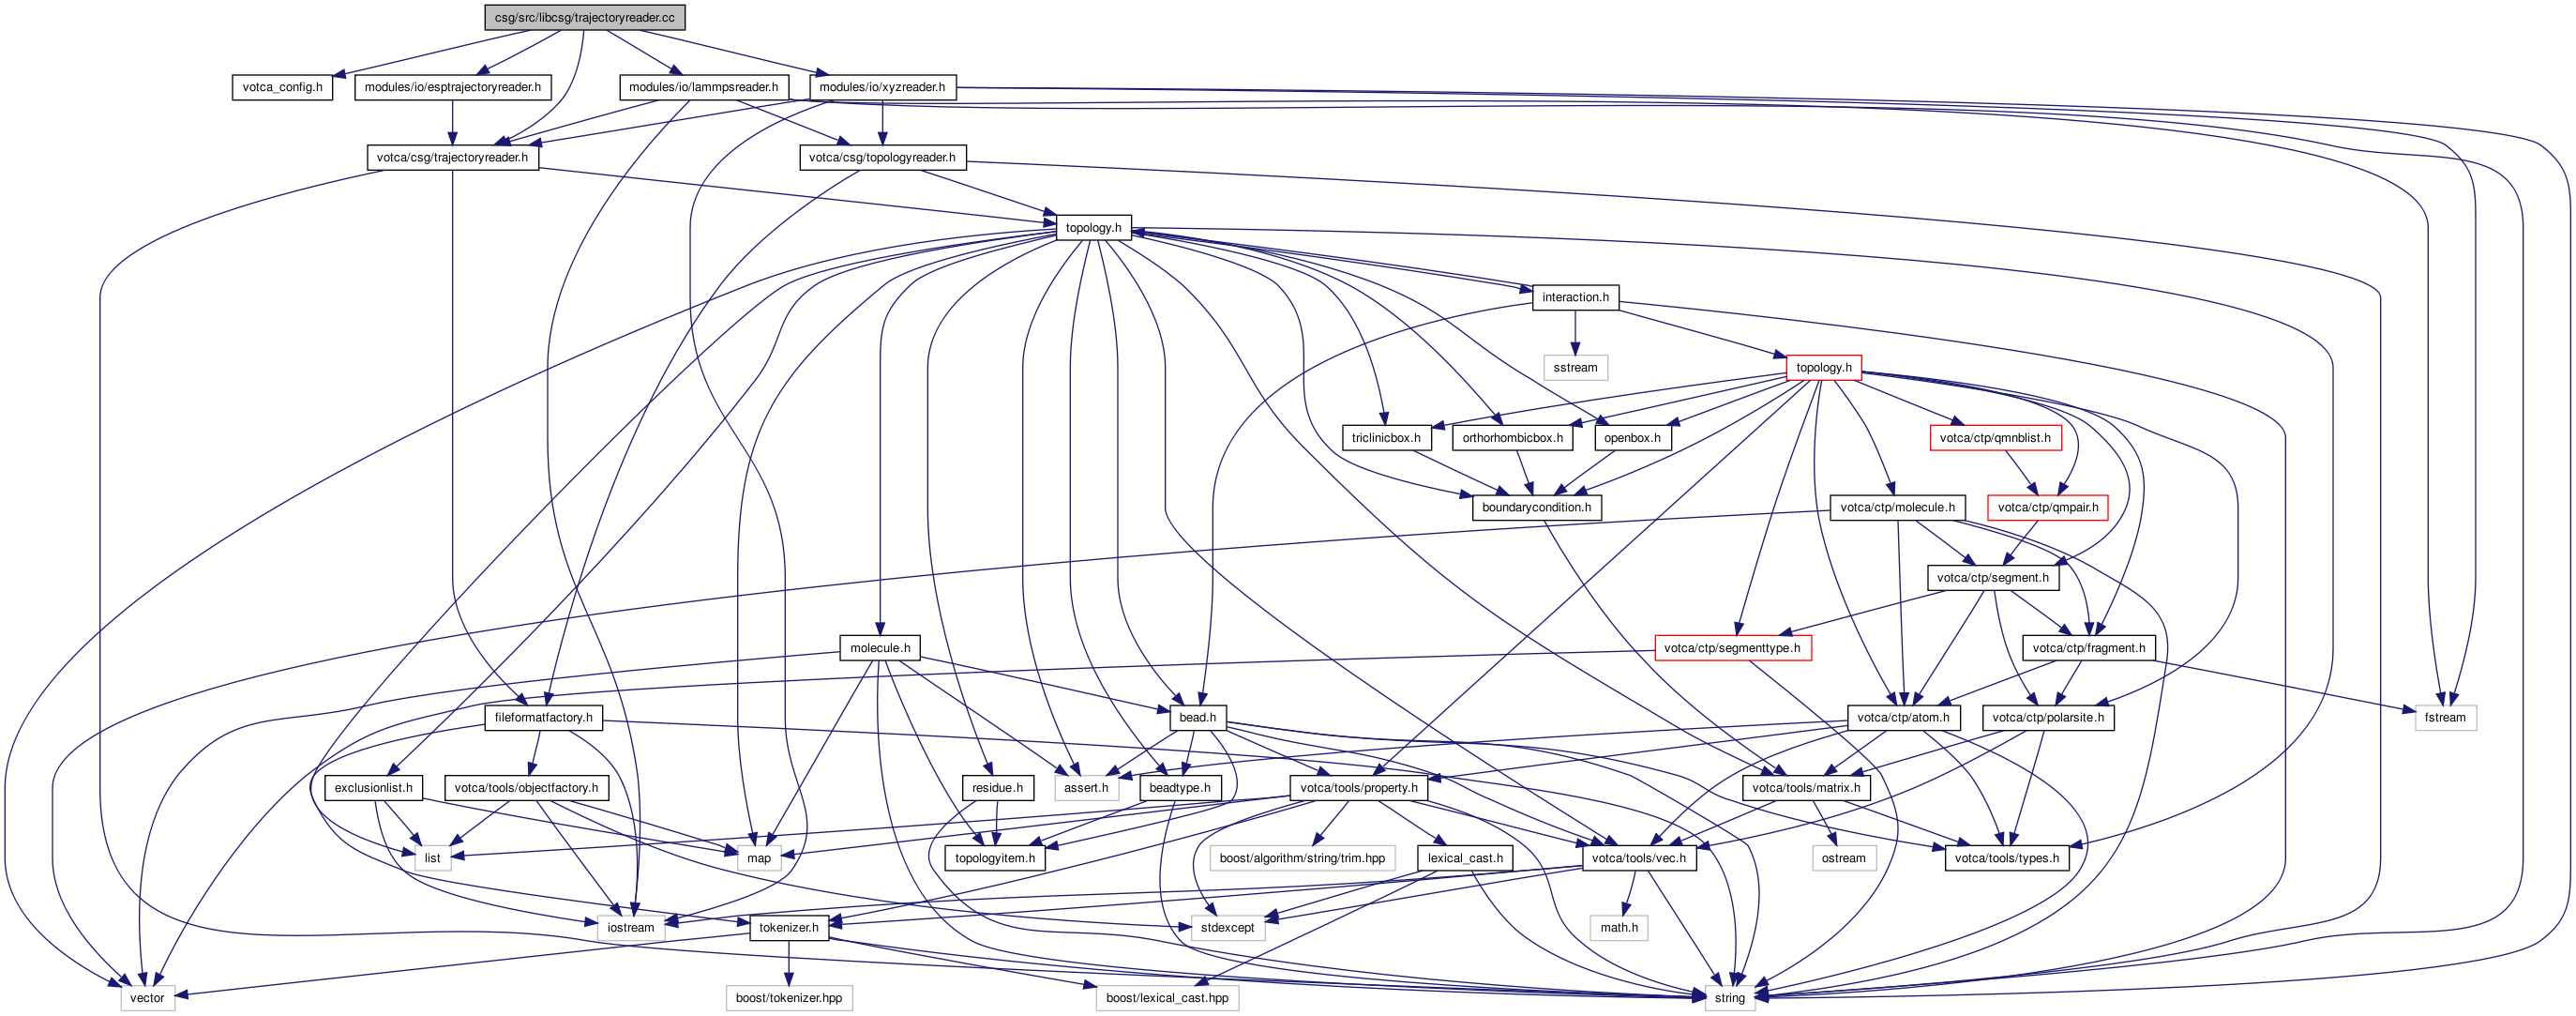 csg/src/libcsg/trajectoryreader.cc
votca_config.h
modules/io/esptrajectoryreader.h
modules/io/lammpsreader.h
modules/io/xyzreader.h
votca/csg/trajectoryreader.h
votca/csg/topologyreader.h
topology.h
interaction.h
sstream
topology.h
triclinicbox.h
orthorhombicbox.h
openbox.h
votca/ctp/qmnblist.h
boundarycondition.h
votca/ctp/molecule.h
votca/ctp/qmpair.h
votca/ctp/segment.h
molecule.h
votca/ctp/segmenttype.h
votca/ctp/fragment.h
fileformatfactory.h
bead.h
votca/ctp/atom.h
votca/ctp/polarsite.h
fstream
exclusionlist.h
votca/tools/objectfactory.h
residue.h
assert.h
beadtype.h
votca/tools/property.h
votca/tools/matrix.h
list
map
topologyitem.h
boost/algorithm/string/trim.hpp
lexical_cast.h
votca/tools/vec.h
ostream
votca/tools/types.h
iostream
tokenizer.h
stdexcept
math.h
vector
boost/tokenizer.hpp
boost/lexical_cast.hpp
string